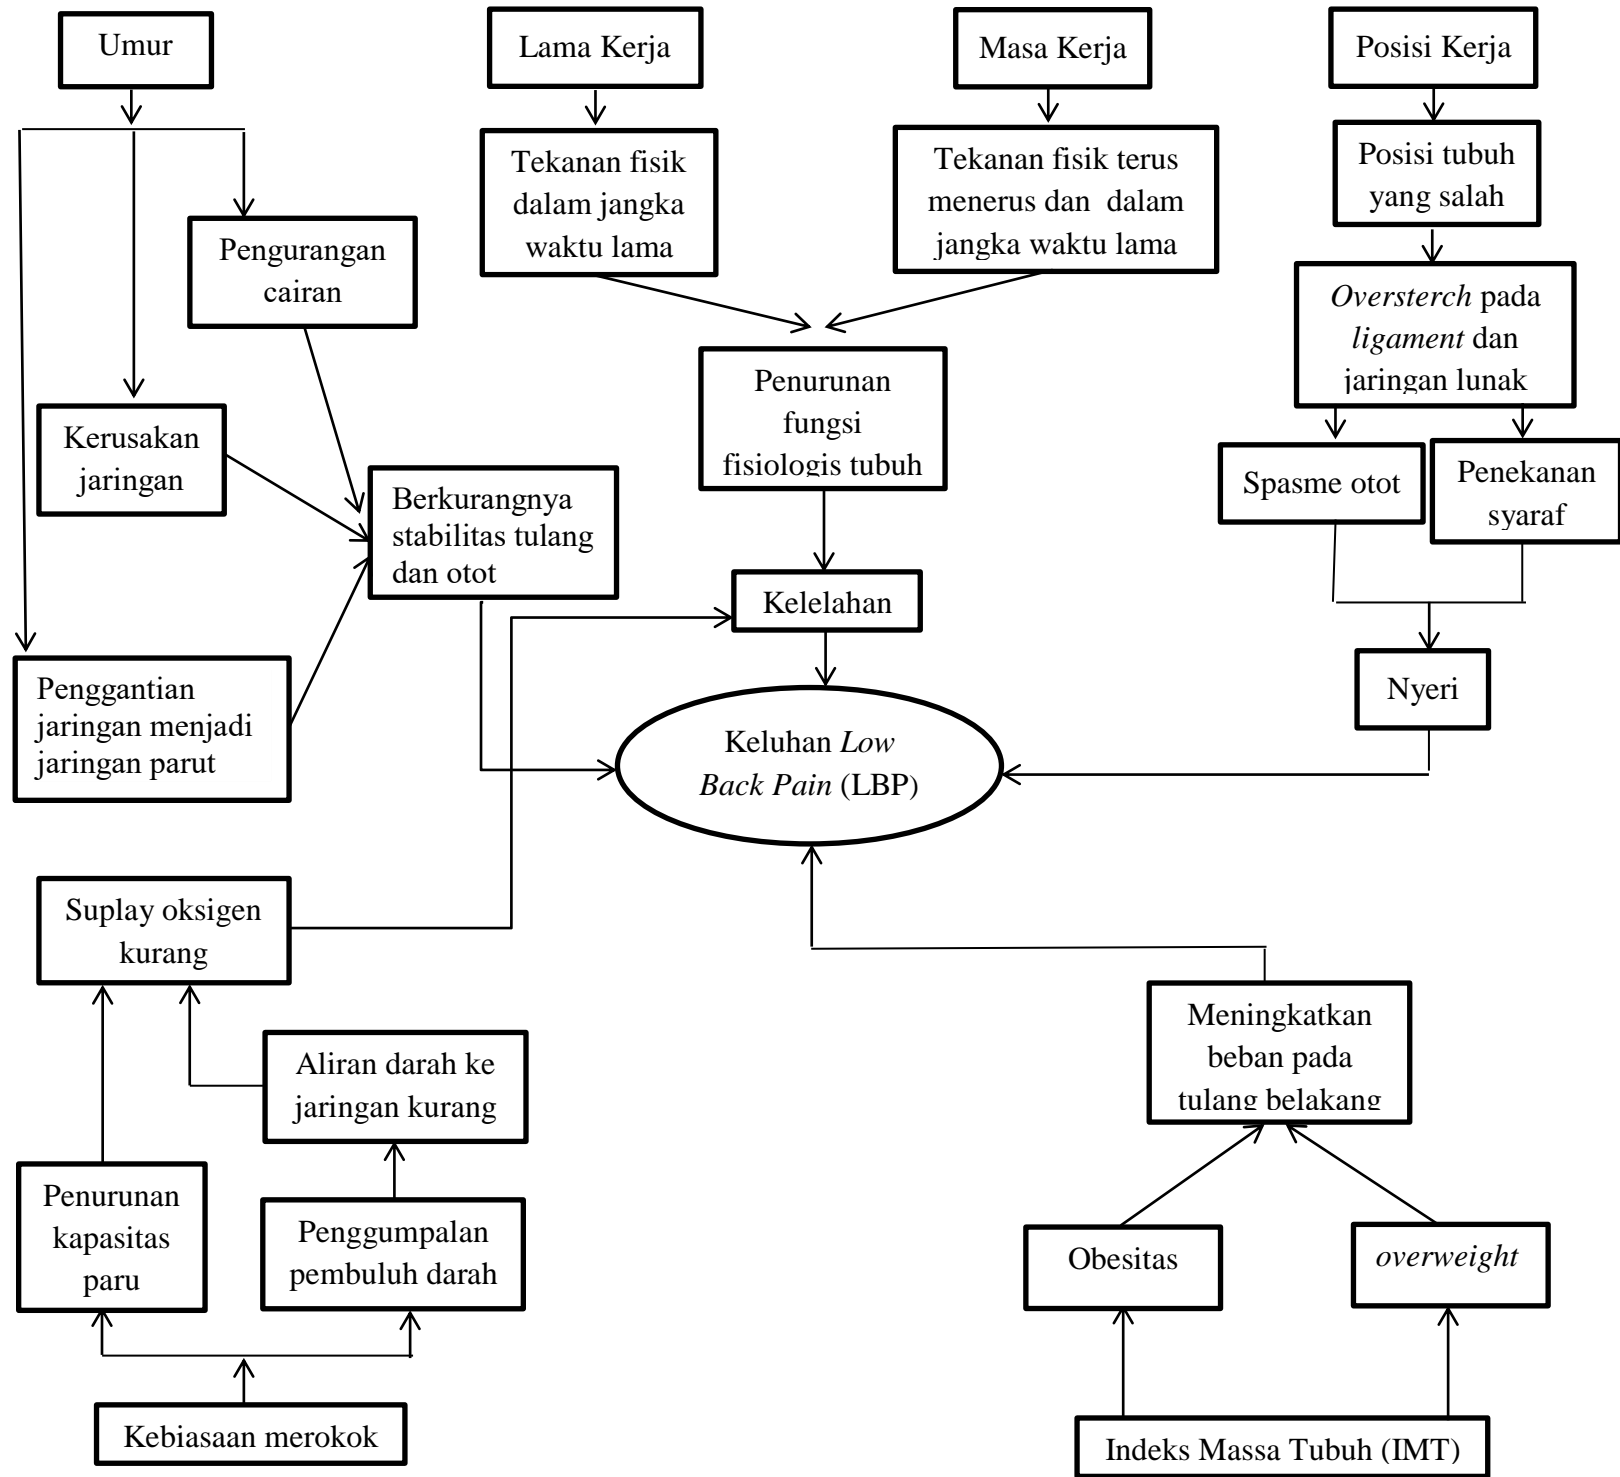 Umur
Lama Kerja
Masa Kerja
Posisi Kerja
Tekanan fisik
dalam jangka
waktu lama
Tekanan fisik terus
menerus dan dalam
jangka waktu lama
Posisi tubuh
yang salah
Pengurangan
cairan
Oversterch pada
ligament dan
jaringan lunak
Penurunan
fungsi
fisiologis tubuh
Kerusakan
jaringan
Berkurangnya
stabilitas tulang
dan otot
Spasme otot
Penekanan
syaraf
Kelelahan
Penggantian
jaringan menjadi
jaringan parut
Nyeri
Keluhan Low
Back Pain (LBP)
Suplay oksigen
kurang
Meningkatkan
beban pada
tulang belakang
Aliran darah ke
jaringan kurang
Penurunan
kapasitas
paru
Penggumpalan
pembuluh darah
Obesitas
overweight
Kebiasaan merokok
Indeks Massa Tubuh (IMT)